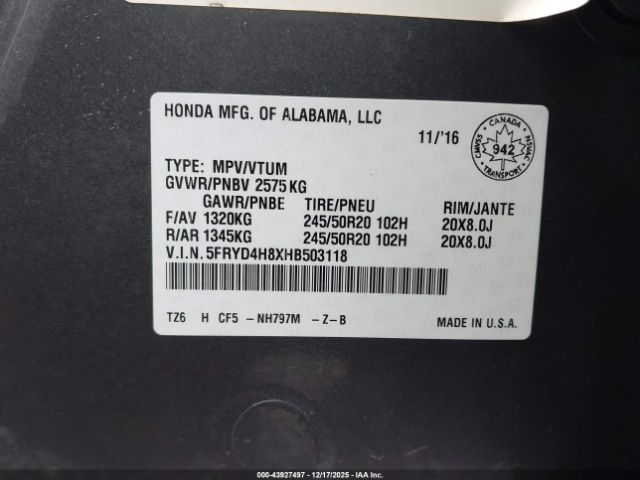 HONDA MFG. OF ALABAMA, LLC
11/'16
CANADA
942
TRANSPORT
CMVSS
NSVAC
TYPE: MPV/VTUM
GVWR/PNBV 2575KG
GAWR/PNBE TIRE/PNEU RIM/JANTE
F/AV 1320KG 245/50R20 102H 20X8.0J
R/AR 1345KG 245/50R20 102H 20X8.0J
V.I.N. 5FRYD4H8XHB503118
TZ6 H CF5 -NH797M -Z-B MADE IN U.S.A.
000-43927497 - 12/17/2025 - IAA Inc.